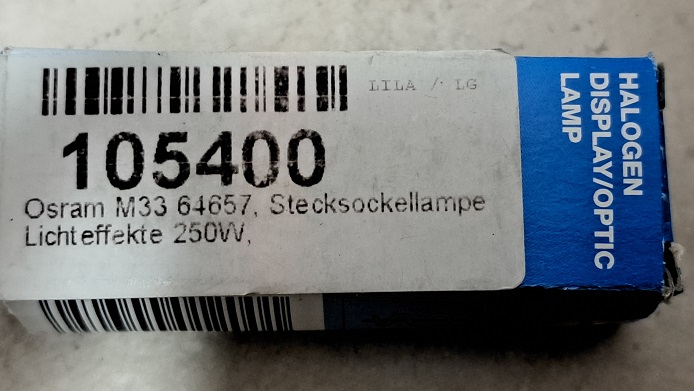 LILA / LG
105400
Osram M33 64657, Stecksockellampe
Lichteffekte 250W,
HALOGEN
DISPLAY/OPTIC
LAMP